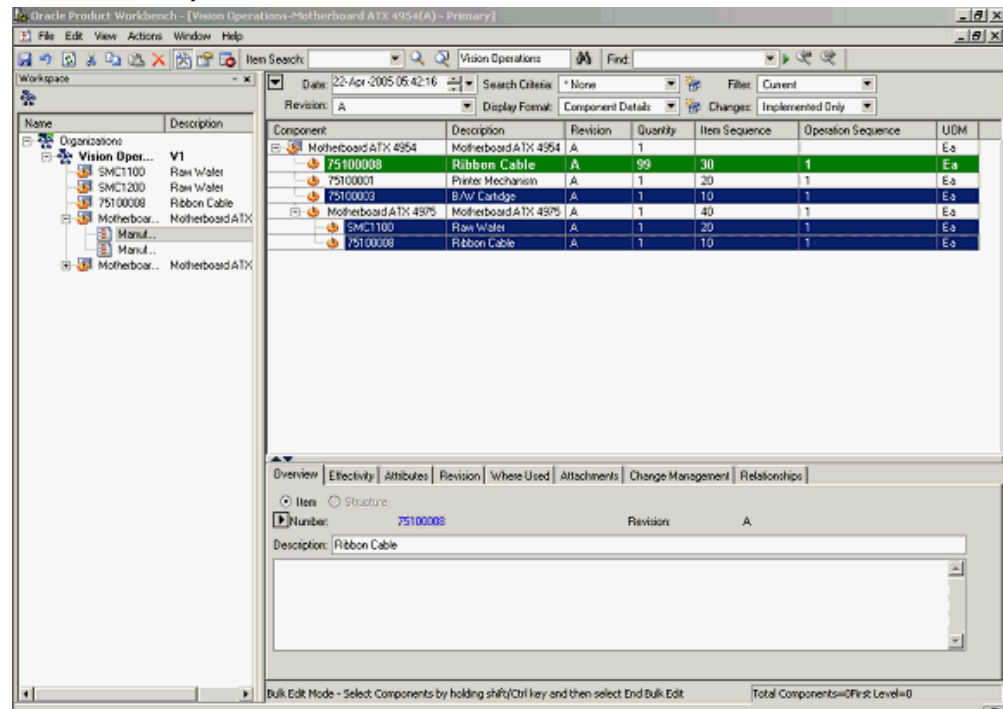 Oracle Product Workbench - [Vision Operations-Motherboard ATX 4954(A) - Primary]
File Edit View Actions Window Help
Item Search: Vision Operations Find:
Workspace
Date: 22-Apr-2005 05:42:16 Search Criteria: * None Filter: Current
Revision: A Display Format: Component Details Changes: Implemented Only
Name Description
Organizations
Vision Oper... V1
SMC1100 Raw Wafer
SMC1200 Raw Wafer
75100008 Ribbon Cable
Motherboar... Motherboard ATX
Manuf...
Manuf...
Motherboar... Motherboard ATX
Component Description Revision Quantity Item Sequence Operation Sequence UOM
Motherboard ATX 4954 Motherboard ATX 4954 A 1 Ea
75100008 Ribbon Cable A 99 30 1 Ea
75100001 Printer Mechanism A 1 20 1 Ea
75100003 B/W Cartidge A 1 10 1 Ea
Motherboard ATX 4975 Motherboard ATX 4975 A 1 40 1 Ea
SMC1100 Raw Wafer A 1 20 1 Ea
75100008 Ribbon Cable A 1 10 1 Ea
Overview Effectivity Attributes Revision Where Used Attachments Change Management Relationships
Item Structure
Number: 75100008 Revision: A
Description: Ribbon Cable
Bulk Edit Mode - Select Components by holding shift/Ctrl key and then select End Bulk Edit Total Components=0First Level=0